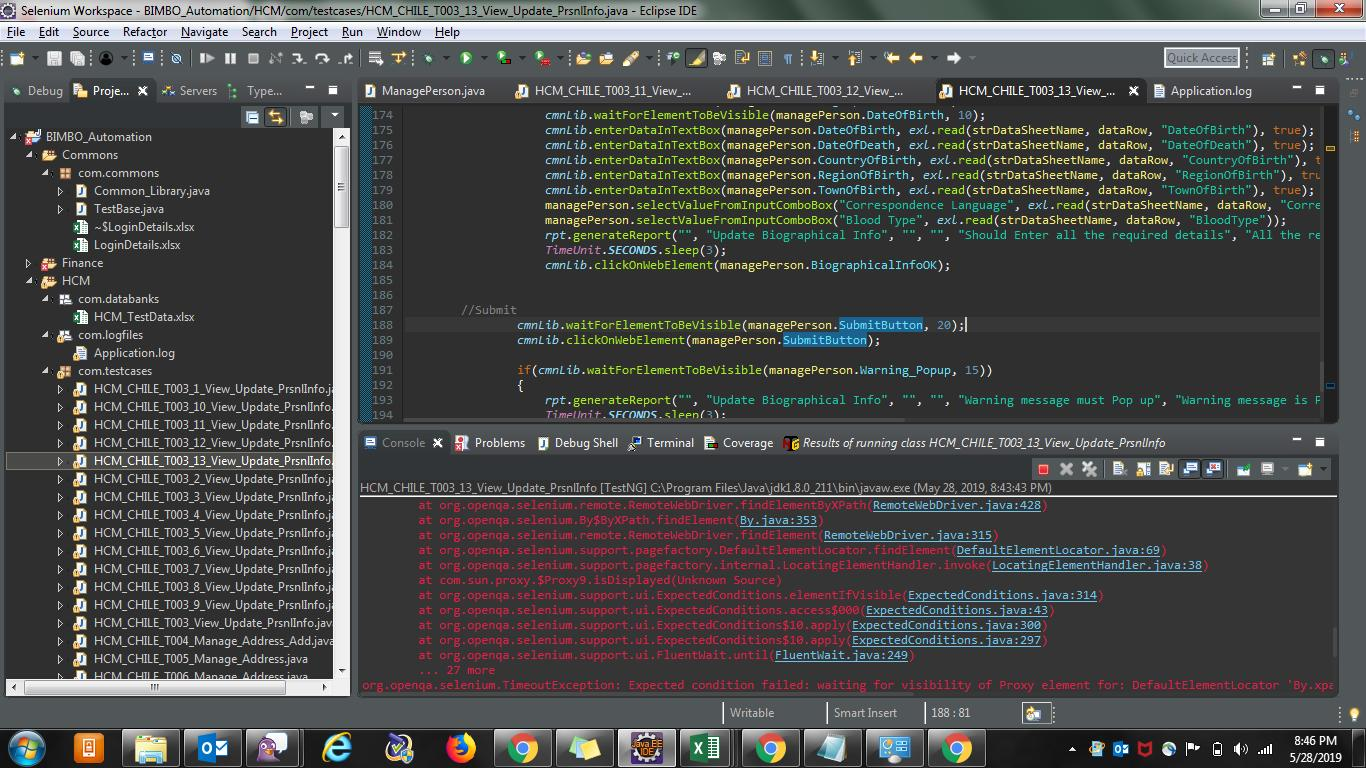 Selenium Workspace - BIMBO_Automation/HCM/com/testcases/HCM_CHILE_T003_13_View_Update_PrsnlInfo.java - Eclipse IDE
File Edit Source Refactor Navigate Search Project Run Window Help
Quick Access
Debug Proje... Servers Type...
ManagePerson.java HCM_CHILE_T003_11_View_... HCM_CHILE_T003_12_View_... HCM_CHILE_T003_13_View_... Application.log
BIMBO_Automation
Commons
com.commons
Common_Library.java
TestBase.java
~$LoginDetails.xlsx
LoginDetails.xlsx
Finance
HCM
com.databanks
HCM_TestData.xlsx
com.logfiles
Application.log
com.testcases
HCM_CHILE_T003_1_View_Update_PrsnlInfo.ja
HCM_CHILE_T003_10_View_Update_PrsnlInfo.
HCM_CHILE_T003_11_View_Update_PrsnlInfo.
HCM_CHILE_T003_12_View_Update_PrsnlInfo.
HCM_CHILE_T003_13_View_Update_PrsnlInfo.
HCM_CHILE_T003_2_View_Update_PrsnlInfo.ja
HCM_CHILE_T003_3_View_Update_PrsnlInfo.ja
HCM_CHILE_T003_4_View_Update_PrsnlInfo.ja
HCM_CHILE_T003_5_View_Update_PrsnlInfo.ja
HCM_CHILE_T003_6_View_Update_PrsnlInfo.ja
HCM_CHILE_T003_7_View_Update_PrsnlInfo.ja
HCM_CHILE_T003_8_View_Update_PrsnlInfo.ja
HCM_CHILE_T003_9_View_Update_PrsnlInfo.ja
HCM_CHILE_T003_View_Update_PrsnlInfo.java
HCM_CHILE_T004_Manage_Address_Add.java
HCM_CHILE_T005_Manage_Address.java
HCM_CHILE_T006_Manage_Address.java
174 cmnLib.waitForElementToBeVisible(managePerson.DateOfBirth, 10);
175 cmnLib.enterDataInTextBox(managePerson.DateOfBirth, exl.read(strDataSheetName, dataRow, "DateOfBirth"), true);
176 cmnLib.enterDataInTextBox(managePerson.DateOfDeath, exl.read(strDataSheetName, dataRow, "DateOfDeath"), true);
177 cmnLib.enterDataInTextBox(managePerson.CountryOfBirth, exl.read(strDataSheetName, dataRow, "CountryOfBirth"), t
178 cmnLib.enterDataInTextBox(managePerson.RegionOfBirth, exl.read(strDataSheetName, dataRow, "RegionOfBirth"), tru
179 cmnLib.enterDataInTextBox(managePerson.TownOfBirth, exl.read(strDataSheetName, dataRow, "TownOfBirth"), true);
180 managePerson.selectValueFromInputComboBox("Correspondence Language", exl.read(strDataSheetName, dataRow, "Corre
181 managePerson.selectValueFromInputComboBox("Blood Type", exl.read(strDataSheetName, dataRow, "BloodType"));
182 rpt.generateReport("", "Update Biographical Info", "", "", "Should Enter all the required details", "All the re
183 TimeUnit.SECONDS.sleep(3);
184 cmnLib.clickOnWebElement(managePerson.BiographicalInfoOK);
185
186
187 //Submit
188 cmnLib.waitForElementToBeVisible(managePerson.SubmitButton, 20);
189 cmnLib.clickOnWebElement(managePerson.SubmitButton);
190
191 if(cmnLib.waitForElementToBeVisible(managePerson.Warning_Popup, 15))
192 {
193 rpt.generateReport("", "Update Biographical Info", "", "", "Warning message must Pop up", "Warning message is P
194 TimeUnit.SECONDS.sleep(3);
Console Problems Debug Shell Terminal Coverage Results of running class HCM_CHILE_T003_13_View_Update_PrsnlInfo
HCM_CHILE_T003_13_View_Update_PrsnlInfo [TestNG] C:\Program Files\Java\jdk1.8.0_211\bin\javaw.exe (May 28, 2019, 8:43:43 PM)
at org.openqa.selenium.remote.RemoteWebDriver.findElementByXPath(RemoteWebDriver.java:428)
at org.openqa.selenium.By$ByXPath.findElement(By.java:353)
at org.openqa.selenium.remote.RemoteWebDriver.findElement(RemoteWebDriver.java:315)
at org.openqa.selenium.support.pagefactory.DefaultElementLocator.findElement(DefaultElementLocator.java:69)
at org.openqa.selenium.support.pagefactory.internal.LocatingElementHandler.invoke(LocatingElementHandler.java:38)
at com.sun.proxy.$Proxy9.isDisplayed(Unknown Source)
at org.openqa.selenium.support.ui.ExpectedConditions.elementIfVisible(ExpectedConditions.java:314)
at org.openqa.selenium.support.ui.ExpectedConditions.access$000(ExpectedConditions.java:43)
at org.openqa.selenium.support.ui.ExpectedConditions$10.apply(ExpectedConditions.java:300)
at org.openqa.selenium.support.ui.ExpectedConditions$10.apply(ExpectedConditions.java:297)
at org.openqa.selenium.support.ui.FluentWait.until(FluentWait.java:249)
... 27 more
org.openqa.selenium.TimeoutException: Expected condition failed: waiting for visibility of Proxy element for: DefaultElementLocator 'By.xpa
Writable Smart Insert 188 : 81
Java EE IDE
8:46 PM
5/28/2019